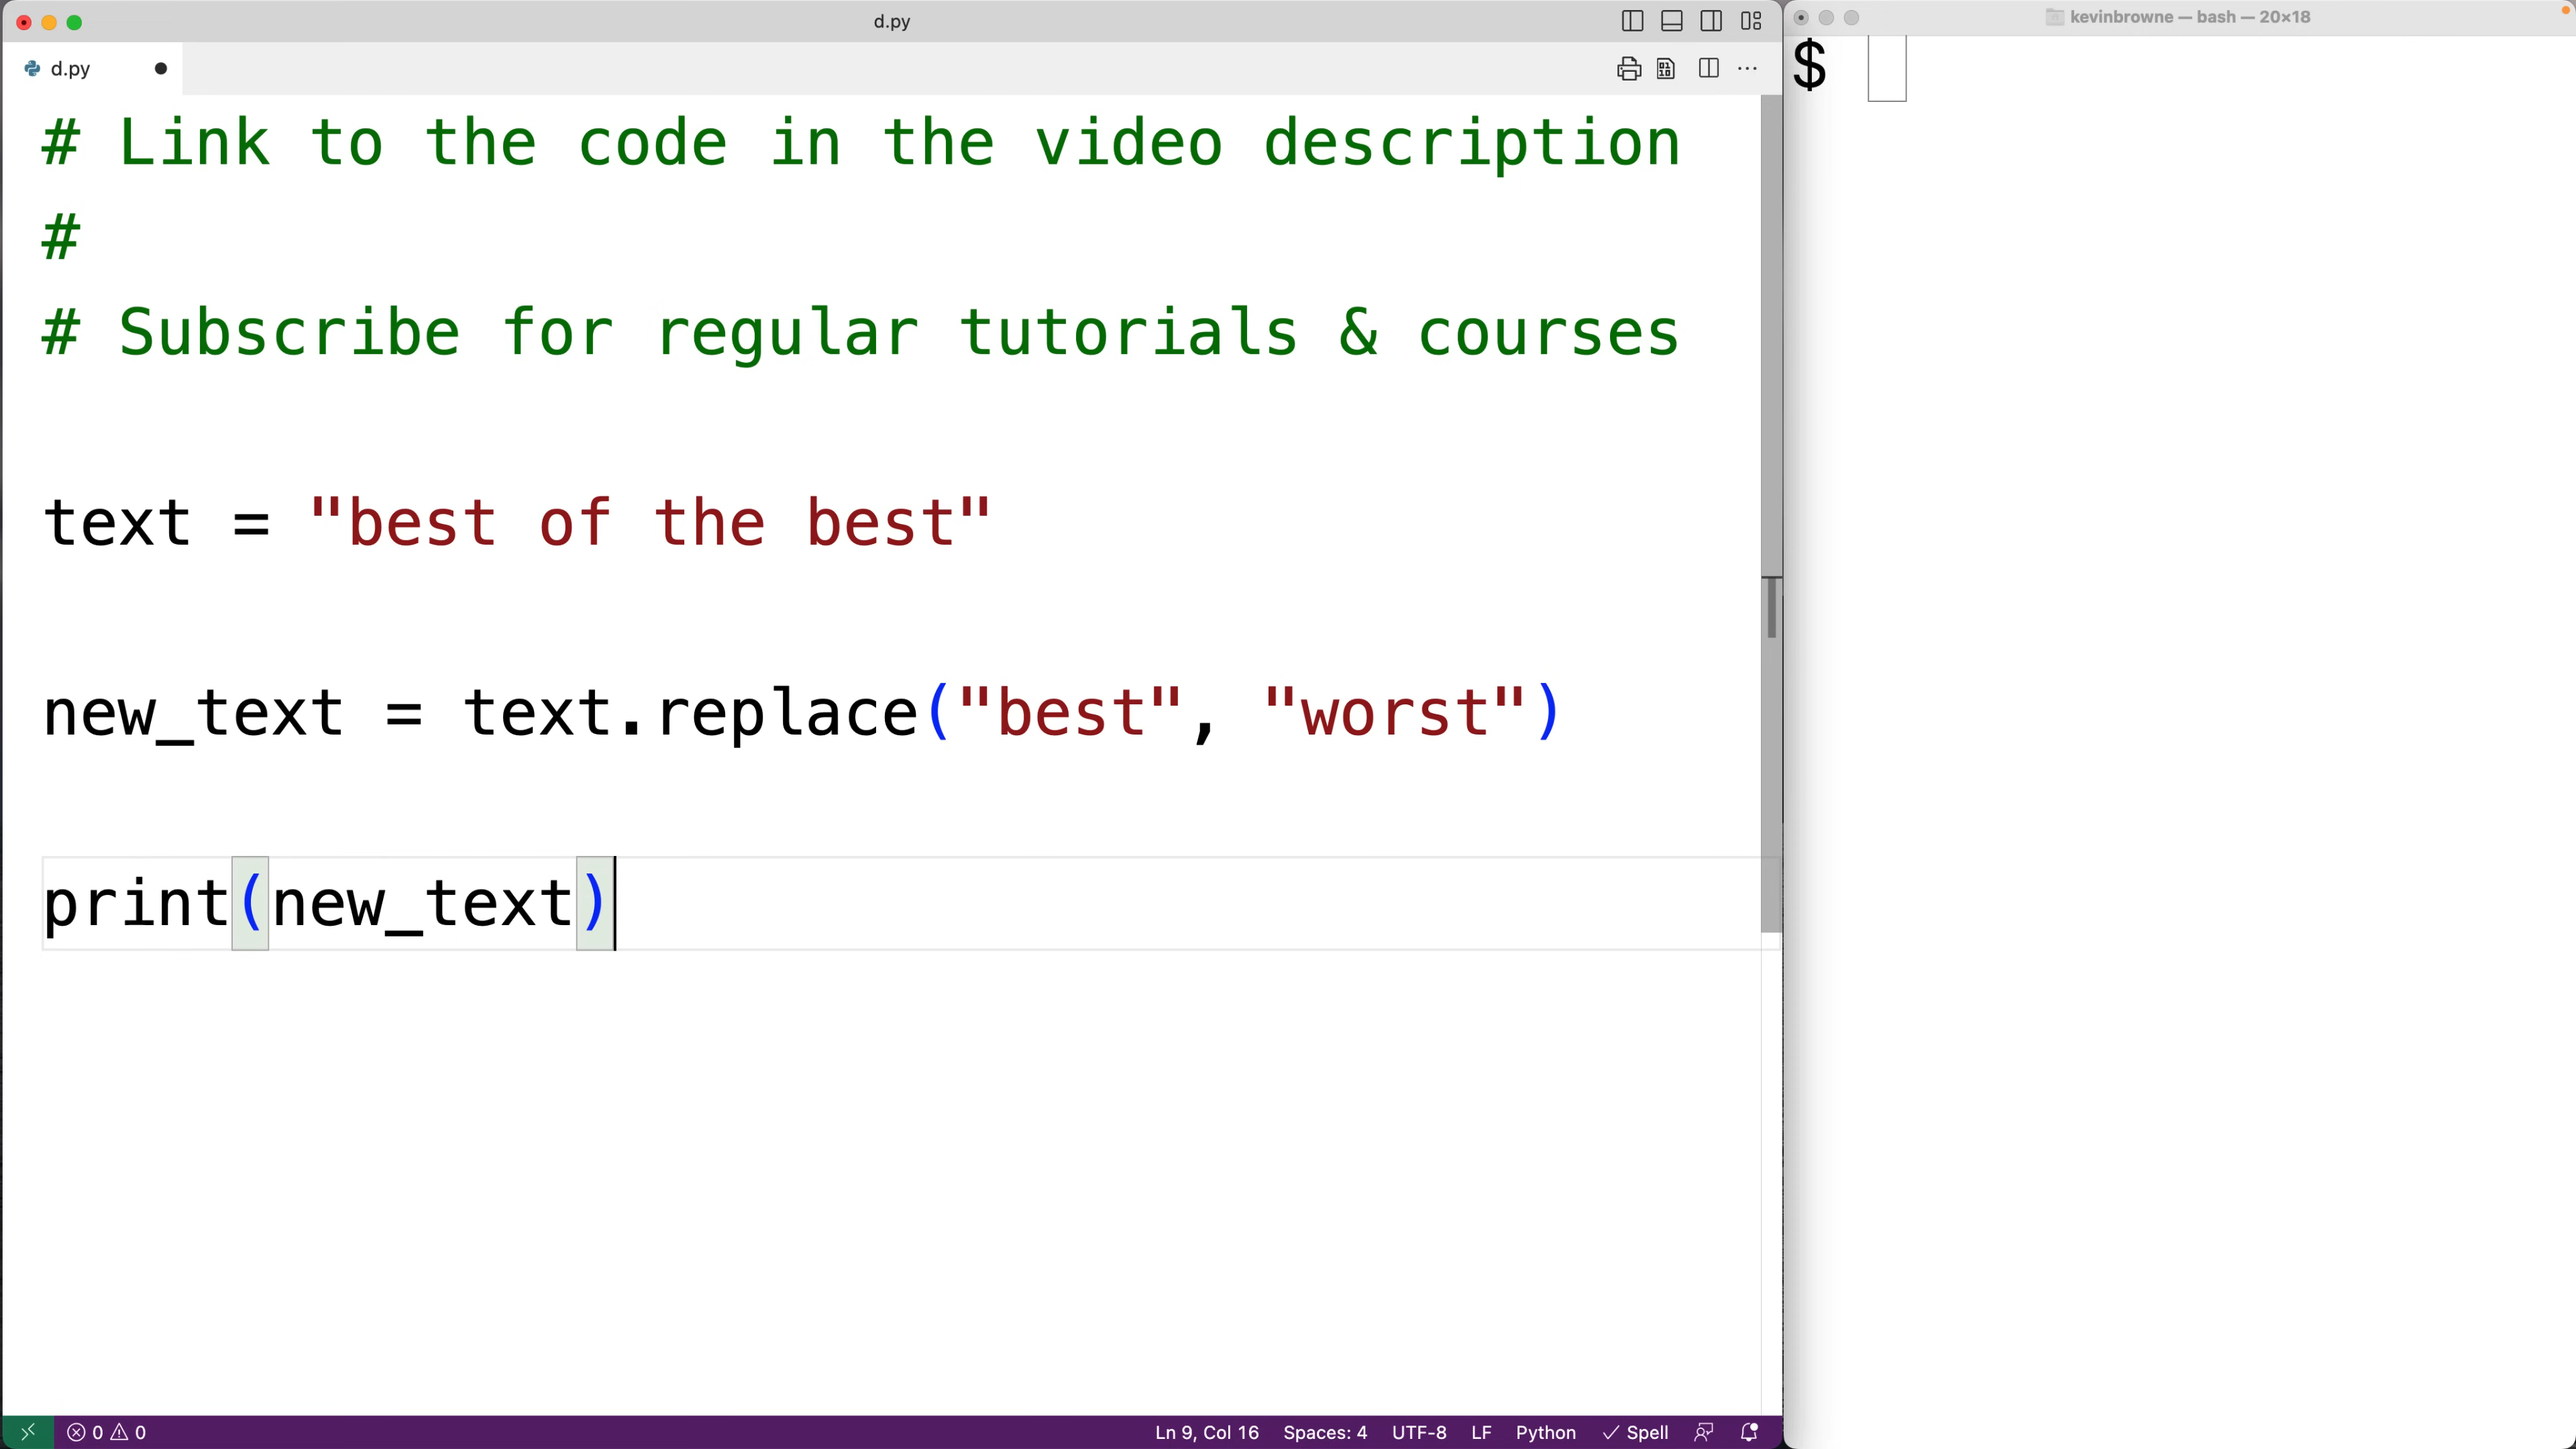 d.py
kevinbrowne — bash — 20×18
d.py
$
# Link to the code in the video description
#
# Subscribe for regular tutorials & courses
text = "best of the best"
new_text = text.replace("best", "worst")
print(new_text)
0 0 Ln 9, Col 16 Spaces: 4 UTF-8 LF Python Spell